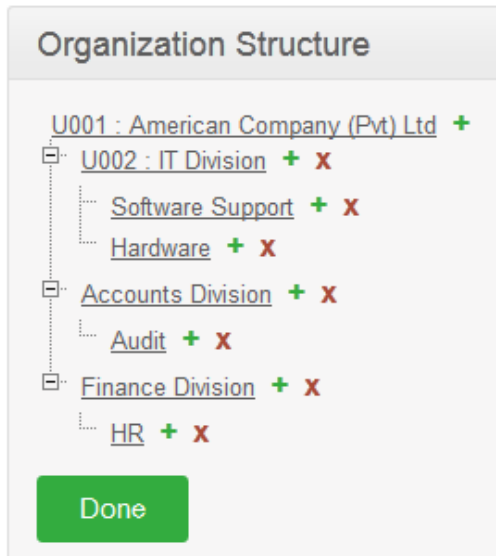 Organization Structure
U001 : American Company (Pvt) Ltd +
U002 : IT Division + x
Software Support + x
Hardware + x
Accounts Division + x
Audit + x
Finance Division + x
HR + x
Done